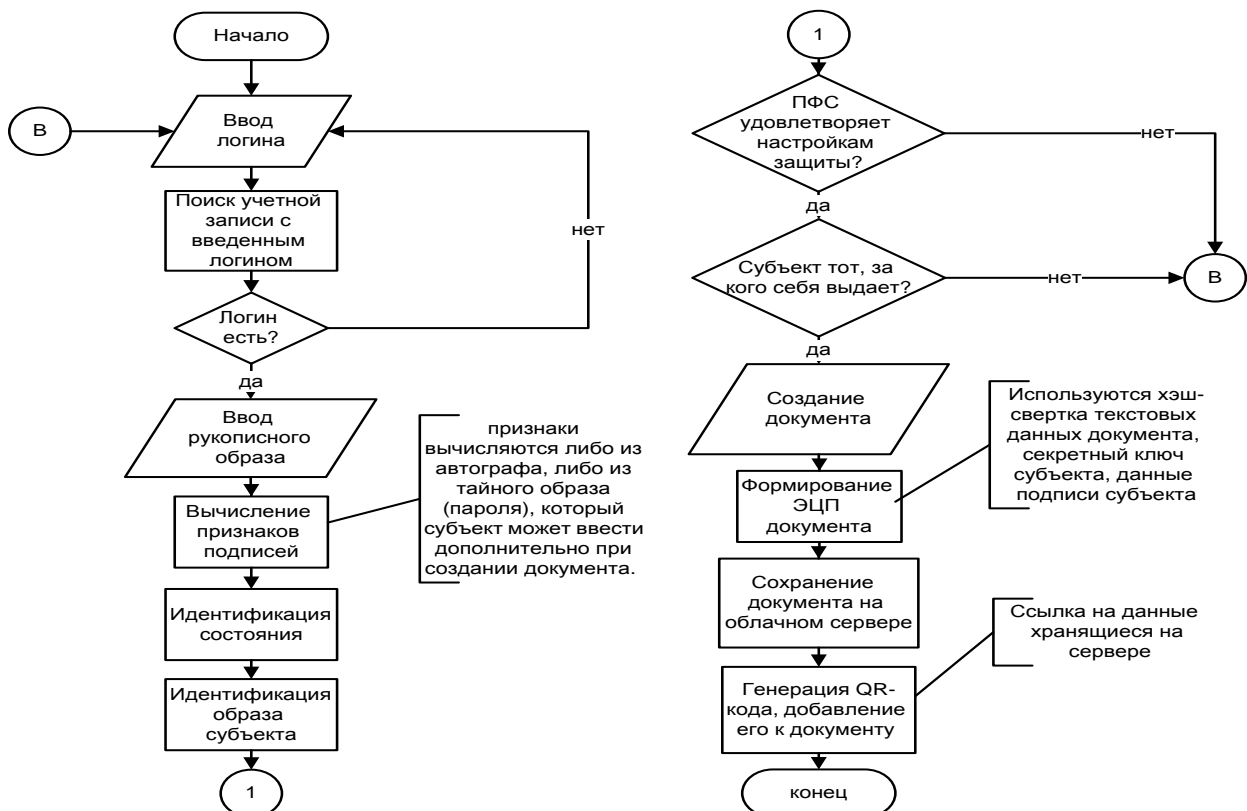 Начало
В
Ввод
логина
Поиск учетной
записи с
введенным
логином
нет
Логин
есть?
да
Ввод
рукописного
образа
Вычисление
признаков
подписей
признаки
вычисляются либо из
автографа, либо из
тайного образа
(пароля), который
субъект может ввести
дополнительно при
создании документа.
Идентификация
состояния
Идентификация
образа
субъекта
1
1
ПФС
удовлетворяет
настройкам
защиты?
нет
да
Субъект тот, за
кого себя выдает?
нет
В
да
Создание
документа
Используются хэш-
свертка текстовых
данных документа,
секретный ключ
субъекта, данные
подписи субъекта
Формирование
ЭЦП
документа
Сохранение
документа на
облачном сервере
Ссылка на данные
хранящиеся на
сервере
Генерация QR-
кода, добавление
его к документу
конец